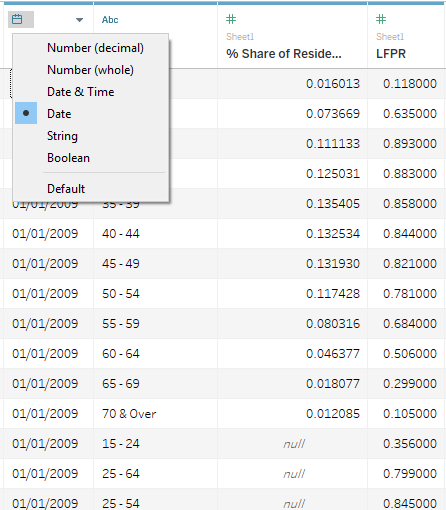 Abc
Number (decimal)
Number (whole)
Date & Time
Date
String
Boolean
Default
Sheet1 Sheet1
% Share of Reside... LFPR
0.016013 0.118000
0.073669 0.635000
0.111133 0.893000
0.125031 0.883000
01/01/2009 35 - 39 0.135405 0.858000
01/01/2009 40 - 44 0.132534 0.844000
01/01/2009 45 - 49 0.131930 0.821000
01/01/2009 50 - 54 0.117428 0.781000
01/01/2009 55 - 59 0.080316 0.684000
01/01/2009 60 - 64 0.046377 0.506000
01/01/2009 65 - 69 0.018077 0.299000
01/01/2009 70 & Over 0.012085 0.105000
01/01/2009 15 - 24 null 0.356000
01/01/2009 25 - 64 null 0.799000
01/01/2009 25 - 54 null 0.845000